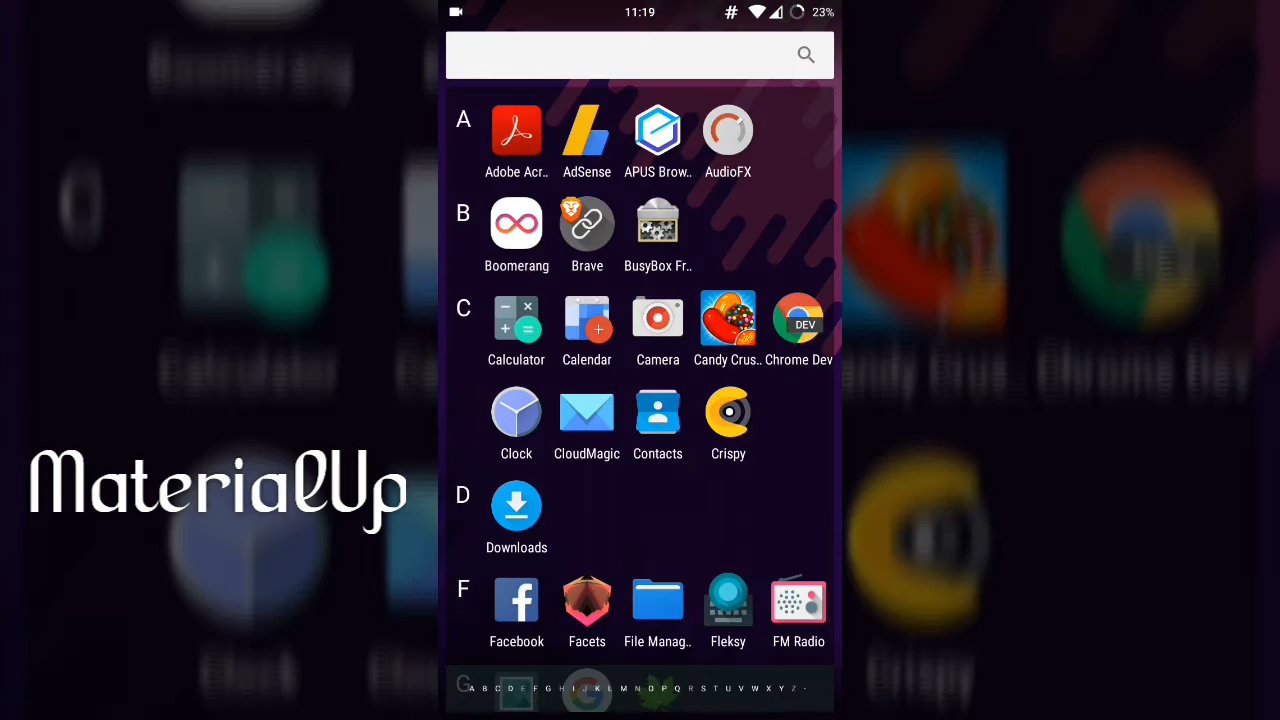 11:19
#
23%
A
Adobe Acr..
AdSense
APUS Brow..
AudioFX
B
Boomerang
Brave
BusyBox Fr..
C
Calculator
Calendar
Camera
Candy Crus..
DEV
Chrome Dev
Clock
CloudMagic
Contacts
Crispy
MaterialUp
D
Downloads
F
Facebook
Facets
File Manag..
Fleksy
FM Radio
G
A B C D E F G H I J K L M N O P Q R S T U V W X Y Z ·